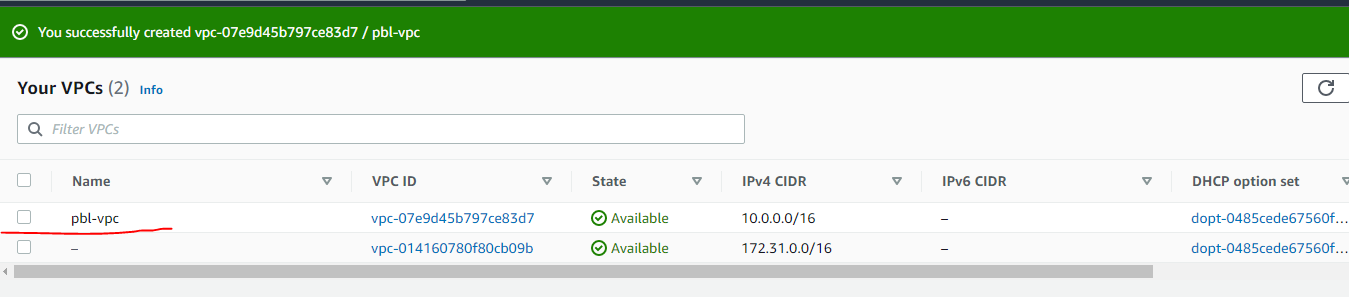 You successfully created vpc-07e9d45b797ce83d7 / pbl-vpc
Your VPCs (2) Info
Filter VPCs
Name VPC ID State IPv4 CIDR IPv6 CIDR DHCP option set
pbl-vpc vpc-07e9d45b797ce83d7 Available 10.0.0.0/16 – dopt-0485cede67560f...
– vpc-014160780f80cb09b Available 172.31.0.0/16 – dopt-0485cede67560f...